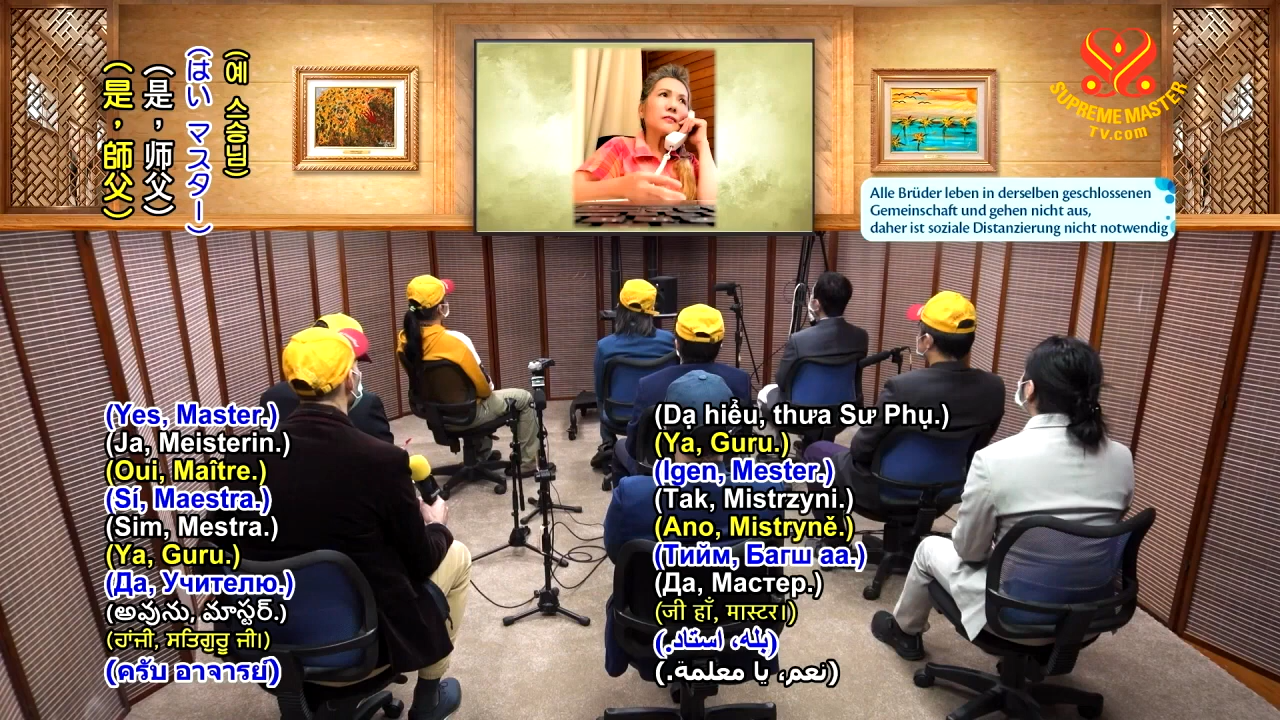 (예 스승님)
(はい マスター)
(是，师父)
(是，師父)
SUPREME MASTER
TV.com
Alle Brüder leben in derselben geschlossenen
Gemeinschaft und gehen nicht aus,
daher ist soziale Distanzierung nicht notwendig
(Yes, Master.)
(Ja, Meisterin.)
(Oui, Maître.)
(Sí, Maestra.)
(Sim, Mestra.)
(Ya, Guru.)
(Да, Учителю.)
(అవును, మాస్టర్.)
(ਹਾਂਜੀ, ਸਤਿਗੁਰੂ ਜੀ।)
(ครับ อาจารย์)
(Dạ hiểu, thưa Sư Phụ.)
(Ya, Guru.)
(Igen, Mester.)
(Tak, Mistrzyni.)
(Ano, Mistryně.)
(Тийм, Багш аа.)
(Да, Мастер.)
(जी हाँ, मास्टर।)
(بله، استاد.)
(نعم، يا معلمة.)